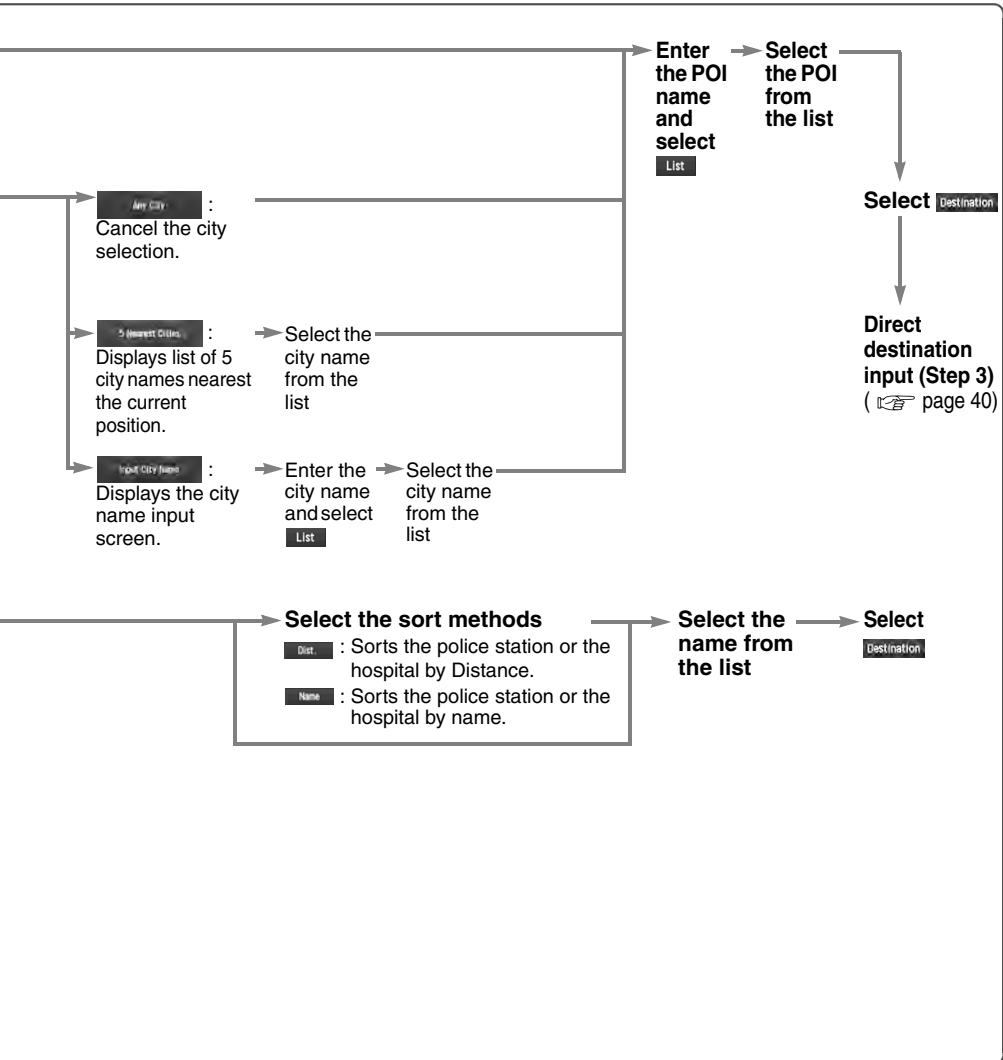 Enter
the POI
name
and
select
List
Select
the POI
from
the list
Select Destination
Direct
destination
input (Step 3)
( page 40)
Any City :
Cancel the city
selection.
5 Nearest Cities :
Displays list of 5
city names nearest
the current
position.
Select the
city name
from the
list
Input City Name :
Displays the city
name input
screen.
Enter the
city name
and select
List
Select the
city name
from the
list
Select the sort methods
Dist. : Sorts the police station or the
hospital by Distance.
Name : Sorts the police station or the
hospital by name.
Select the
name from
the list
Select
Destination